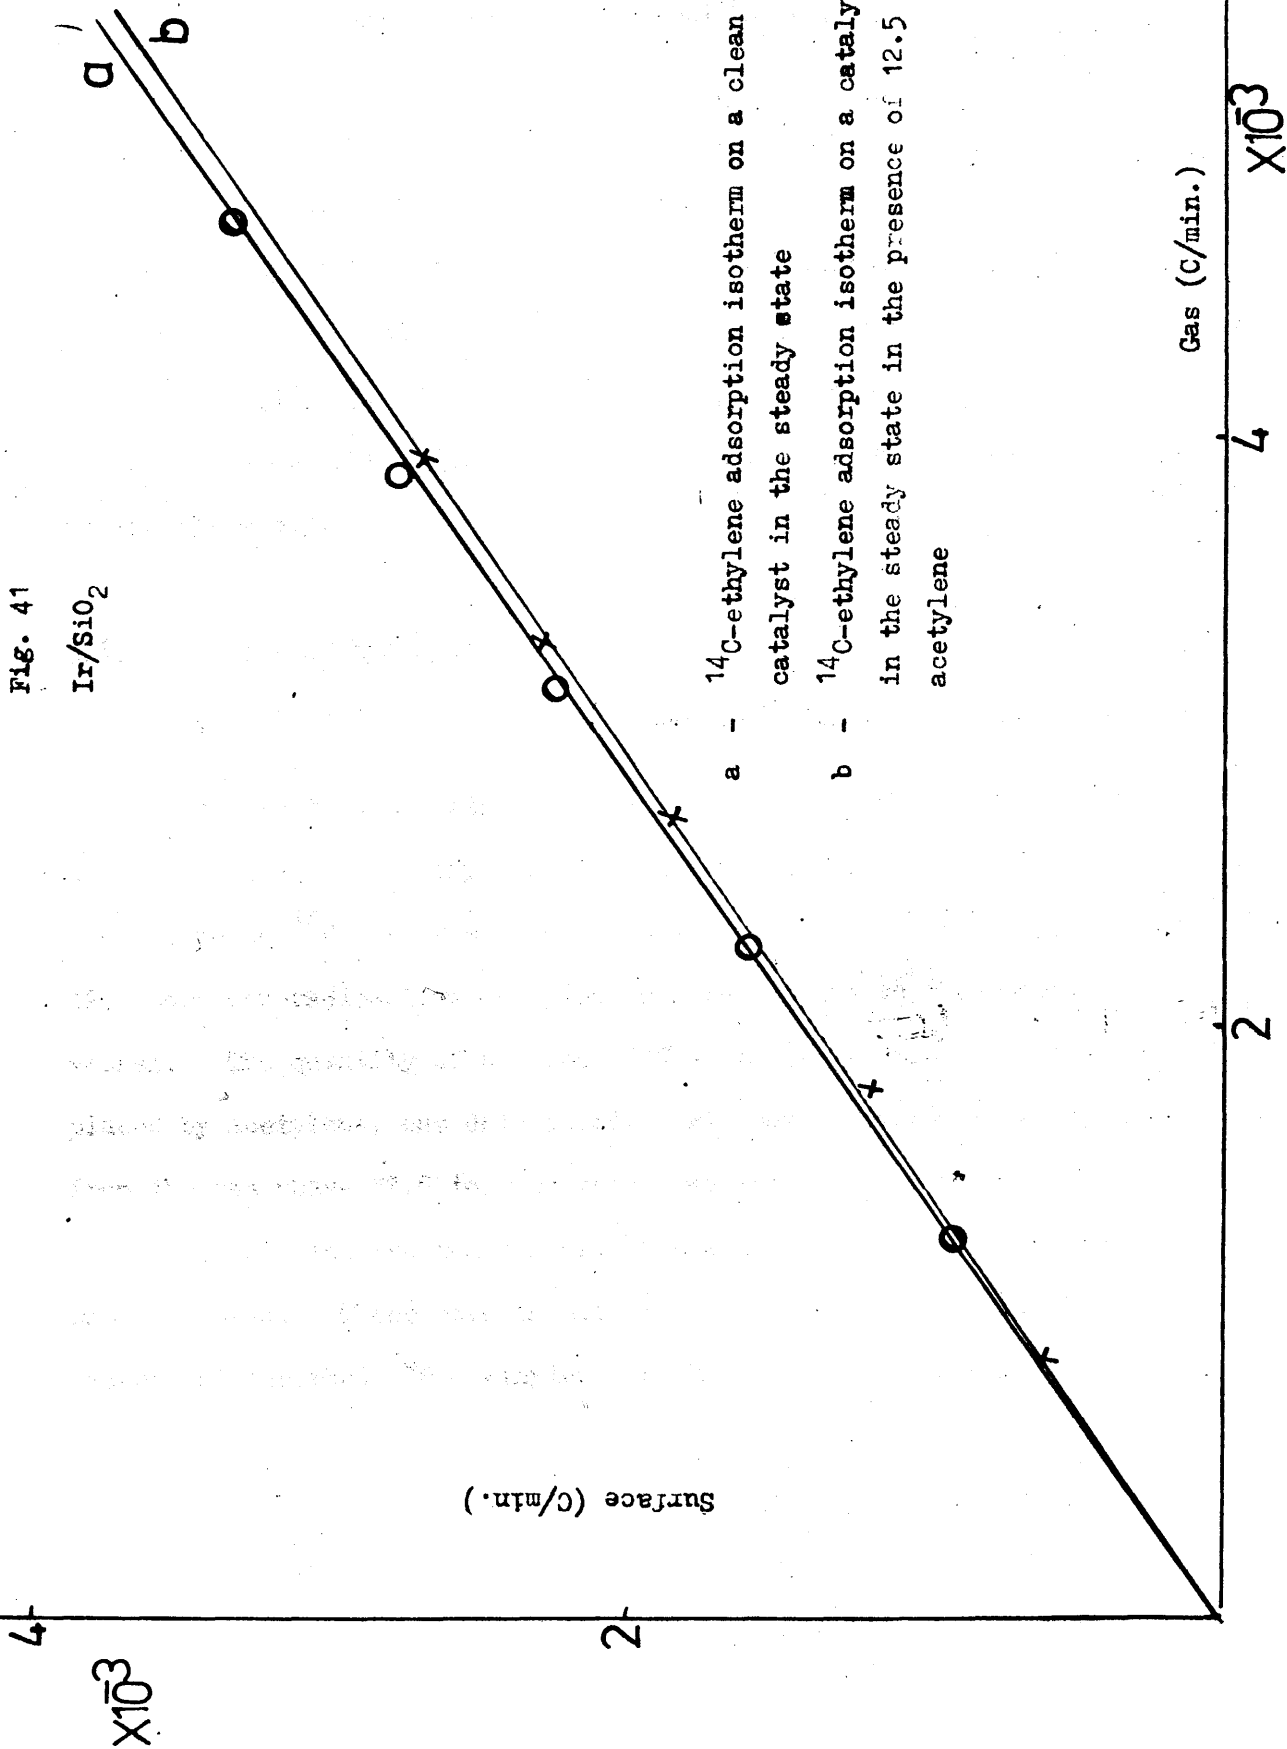 Fig. 41
Ir/SiO2
a
b
4
X10̄3
2
Surface (C/min.)
a - 14C-ethylene adsorption isotherm on a clean
catalyst in the steady state
b - 14C-ethylene adsorption isotherm on a cataly
in the steady state in the presence of 12.5
acetylene
Gas (C/min.)
2
4
X10̄3